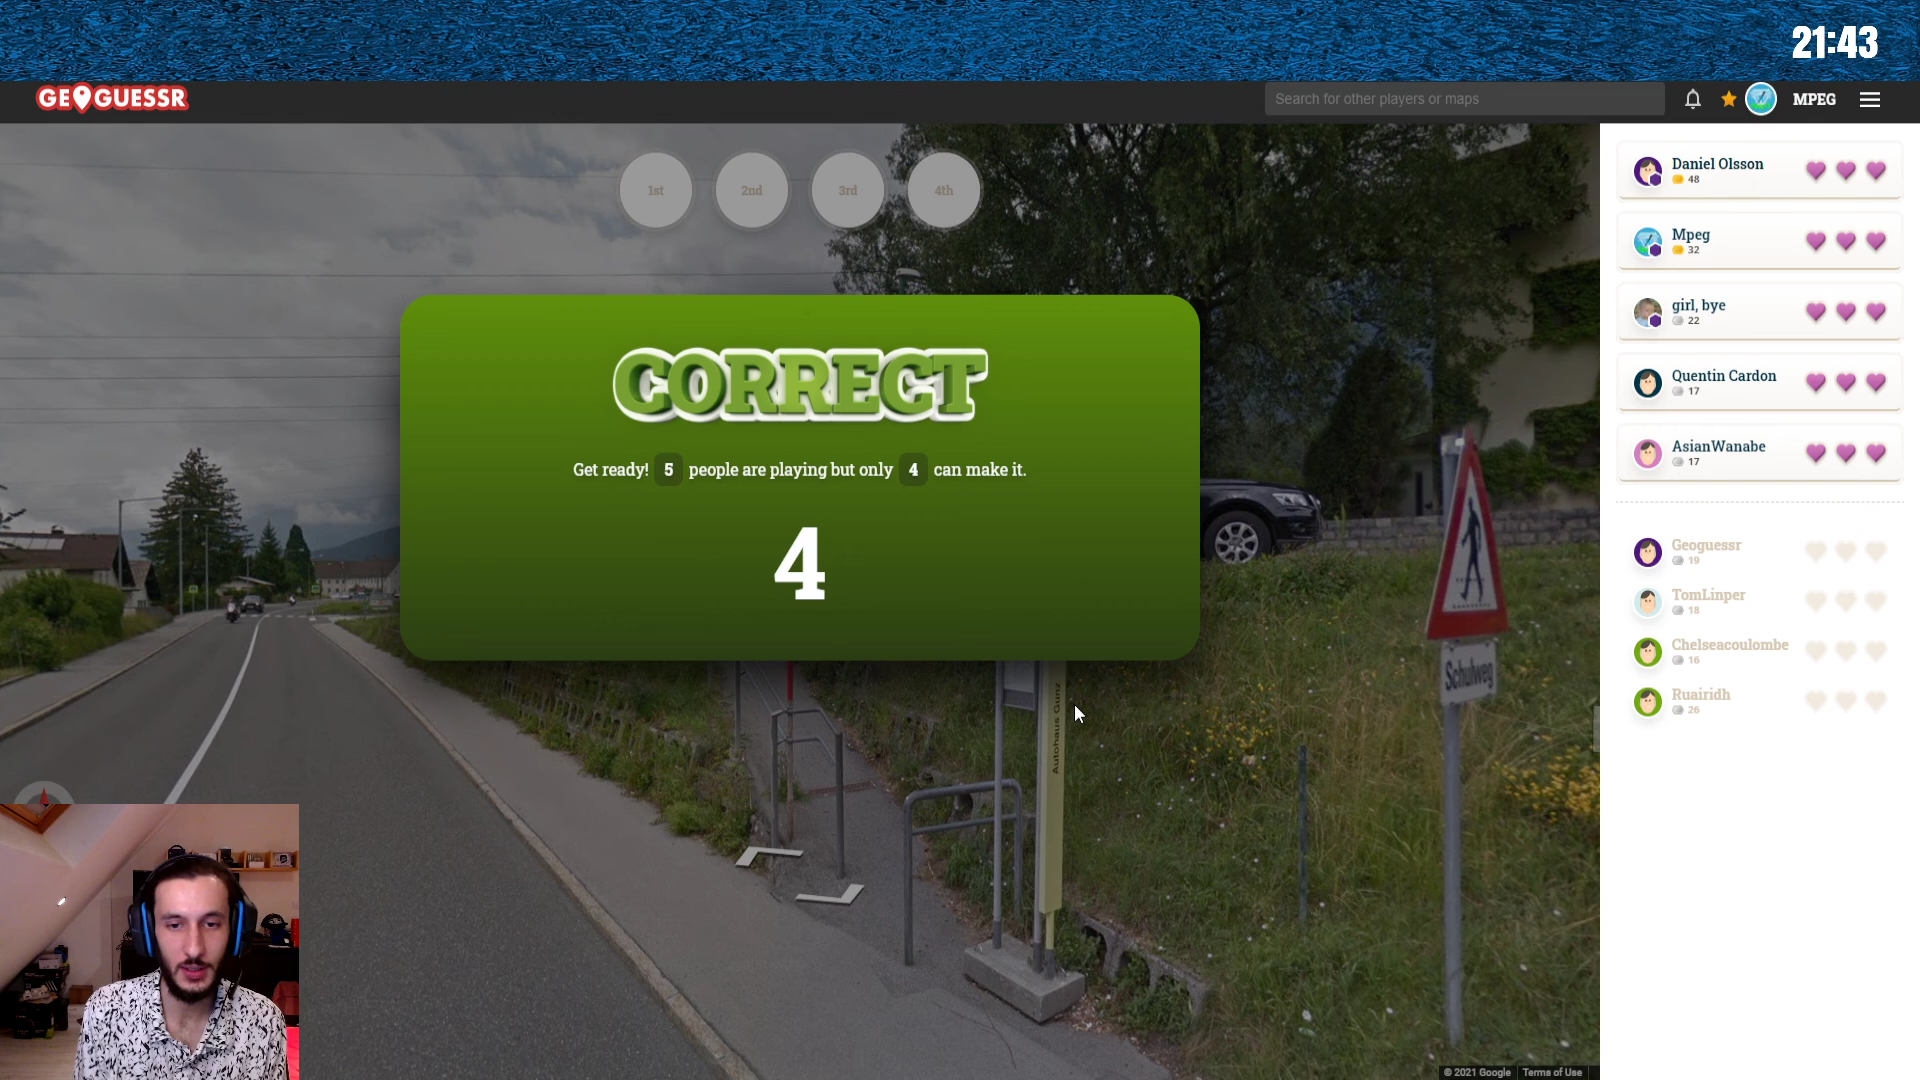 21:43
GEOGUESSR
Search for other players or maps
MPEG
1st
2nd
3rd
4th
CORRECT
Get ready! 5 people are playing but only 4 can make it.
4
Autohaus Gunz
Schulweg
Daniel Olsson
48
Mpeg
32
girl, bye
22
Quentin Cardon
17
AsianWanabe
17
Geoguessr
19
TomLinper
18
Chelseacoulombe
16
Ruairidh
26
© 2021 Google
Terms of Use